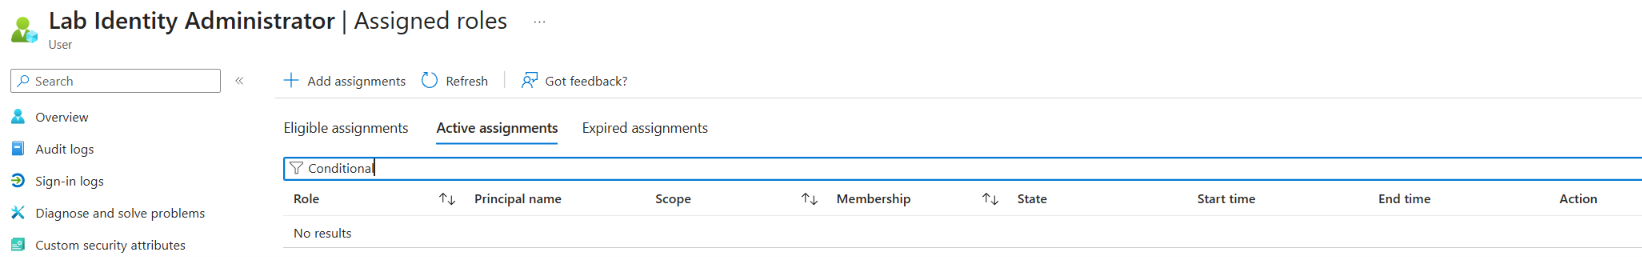 Lab Identity Administrator | Assigned roles ...
User
Search «
+ Add assignments Refresh Got feedback?
Overview
Audit logs
Sign-in logs
Diagnose and solve problems
Custom security attributes
Eligible assignments Active assignments Expired assignments
Conditional
Role ↑↓ Principal name Scope ↑↓ Membership ↑↓ State Start time End time Action
No results